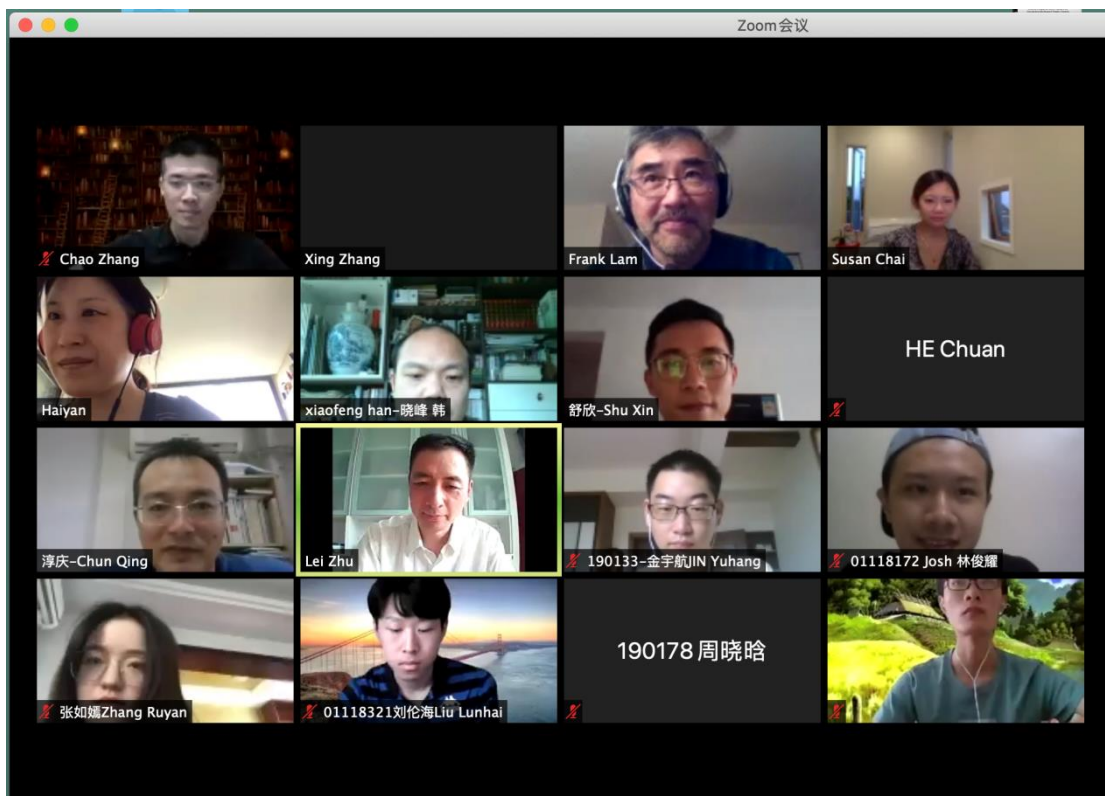 Zoom会议
Chao Zhang
Xing Zhang
Frank Lam
Susan Chai
Haiyan
xiaofeng han-晓峰 韩
舒欣-Shu Xin
HE Chuan
淳庆-Chun Qing
Lei Zhu
190133-金宇航JIN Yuhang
01118172 Josh 林俊耀
张如嫣Zhang Ruyan
01118321刘伦海Liu Lunhai
190178 周晓晗